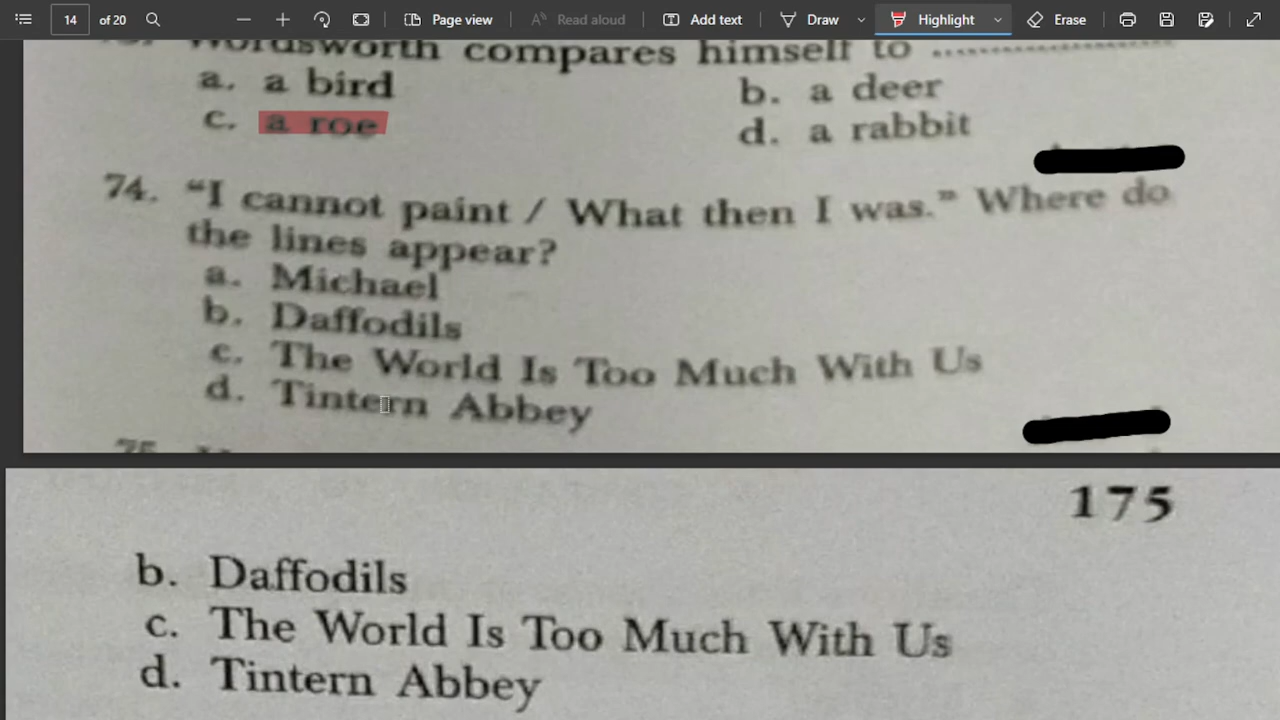 14 of 20 Page view Read aloud Add text Draw Highlight Erase
Wordsworth compares himself to ..............................
a. a bird
b. a deer
c. a roe
d. a rabbit
74. "I cannot paint / What then I was." Where do
the lines appear?
a. Michael
b. Daffodils
c. The World Is Too Much With Us
d. Tintern Abbey
175
b. Daffodils
c. The World Is Too Much With Us
d. Tintern Abbey